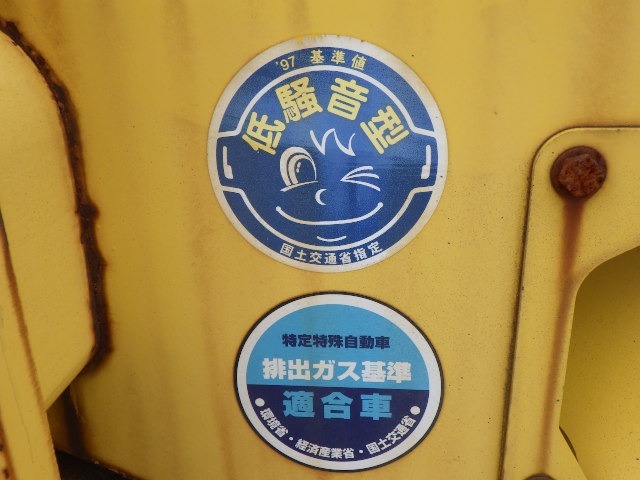 '97 基準値
低騒音型
国土交通省指定
特定特殊自動車
排出ガス基準
適合車
●環境省・経済産業省・国土交通省●